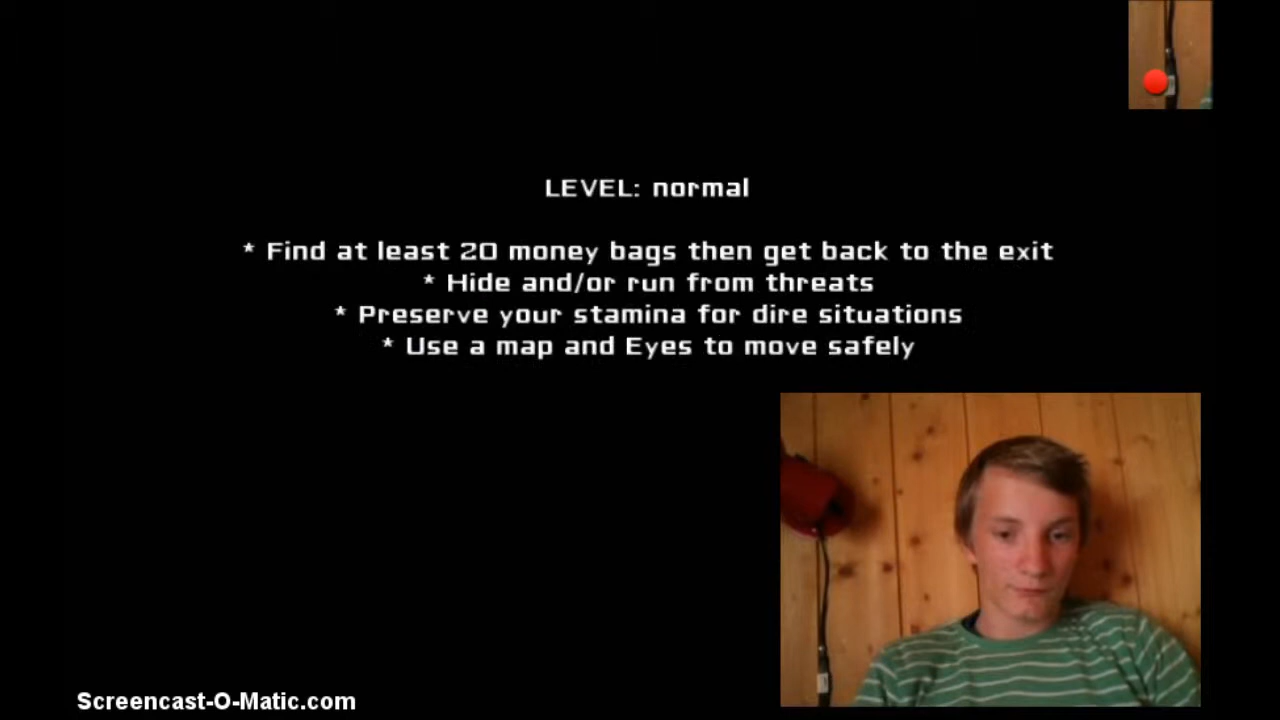 LEVEL: normal
* Find at least 20 money bags then get back to the exit
* Hide and/or run from threats
* Preserve your stamina for dire situations
* Use a map and Eyes to move safely
Screencast-O-Matic.com